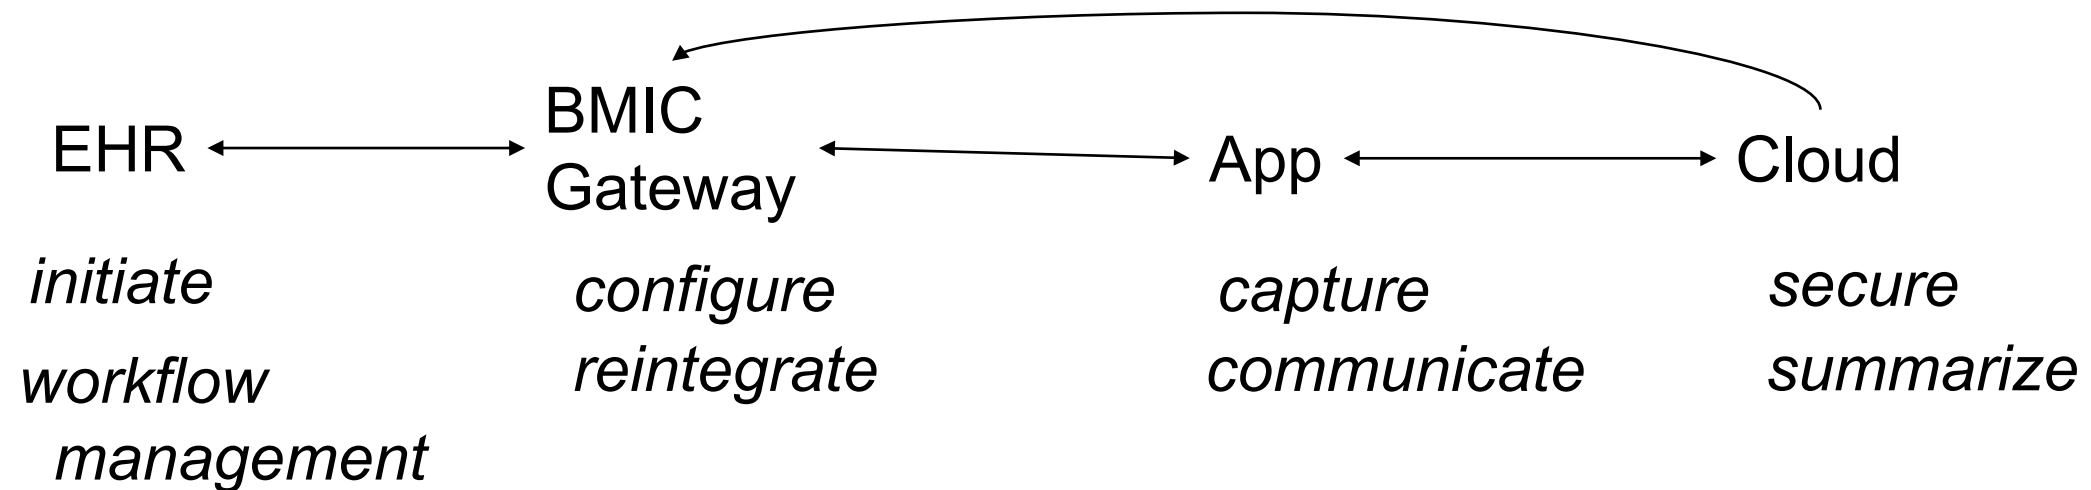 EHR
BMIC
Gateway
App
Cloud
initiate
workflow
management
configure
reintegrate
capture
communicate
secure
summarize